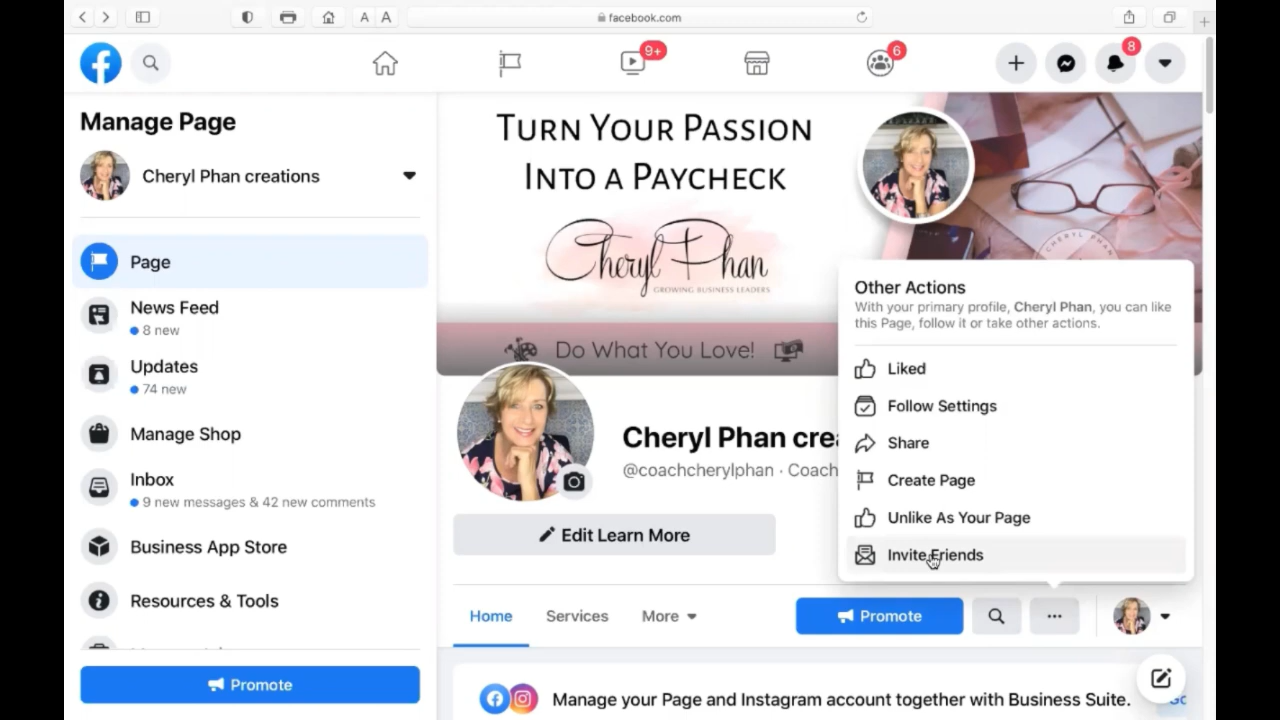 A A
facebook.com
+
9+
6
8
Manage Page
Cheryl Phan creations
Page
News Feed
8 new
Updates
74 new
Manage Shop
Inbox
9 new messages & 42 new comments
Business App Store
Resources & Tools
Promote
TURN YOUR PASSION
INTO A PAYCHECK
Cheryl Phan
GROWING BUSINESS LEADERS
CHERYL PHAN
Do What You Love!
Cheryl Phan cre
@coachcherylphan · Coach
Edit Learn More
Other Actions
With your primary profile, Cheryl Phan, you can like
this Page, follow it or take other actions.
Liked
Follow Settings
Share
Create Page
Unlike As Your Page
Invite Friends
Home Services More
Promote
Manage your Page and Instagram account together with Business Suite.
Go